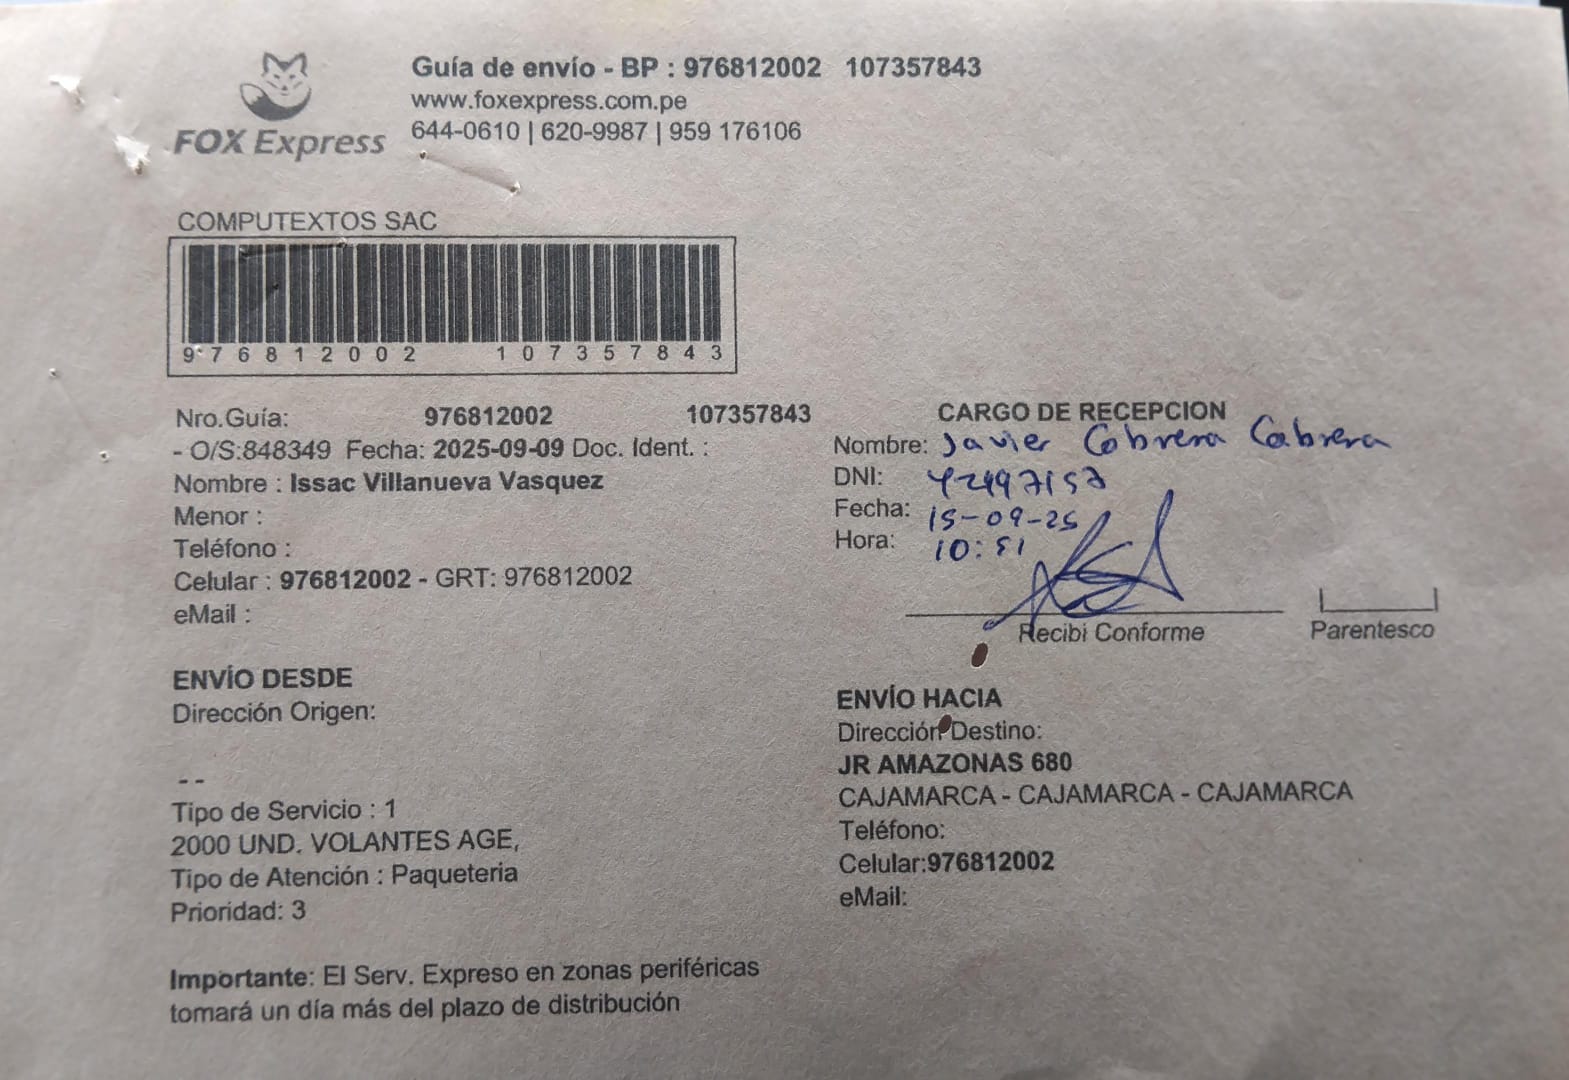 FOX Express
Guía de envío - BP : 976812002 107357843
www.foxexpress.com.pe
644-0610 | 620-9987 | 959 176106
COMPUTEXTOS SAC
976812002 107357843
Nro.Guía: 976812002 107357843
- O/S:848349 Fecha: 2025-09-09 Doc. Ident. :
Nombre : Issac Villanueva Vasquez
Menor :
Teléfono :
Celular : 976812002 - GRT: 976812002
eMail :
CARGO DE RECEPCION
Nombre: Javier Cabrera Cabrera
DNI: 42497157
Fecha: 15-09-25
Hora: 10:51
Recibi Conforme
Parentesco
ENVÍO DESDE
Dirección Origen:
- -
Tipo de Servicio : 1
2000 UND. VOLANTES AGE,
Tipo de Atención : Paqueteria
Prioridad: 3
ENVÍO HACIA
Dirección Destino:
JR AMAZONAS 680
CAJAMARCA - CAJAMARCA - CAJAMARCA
Teléfono:
Celular:976812002
eMail:
Importante: El Serv. Expreso en zonas periféricas
tomará un día más del plazo de distribución